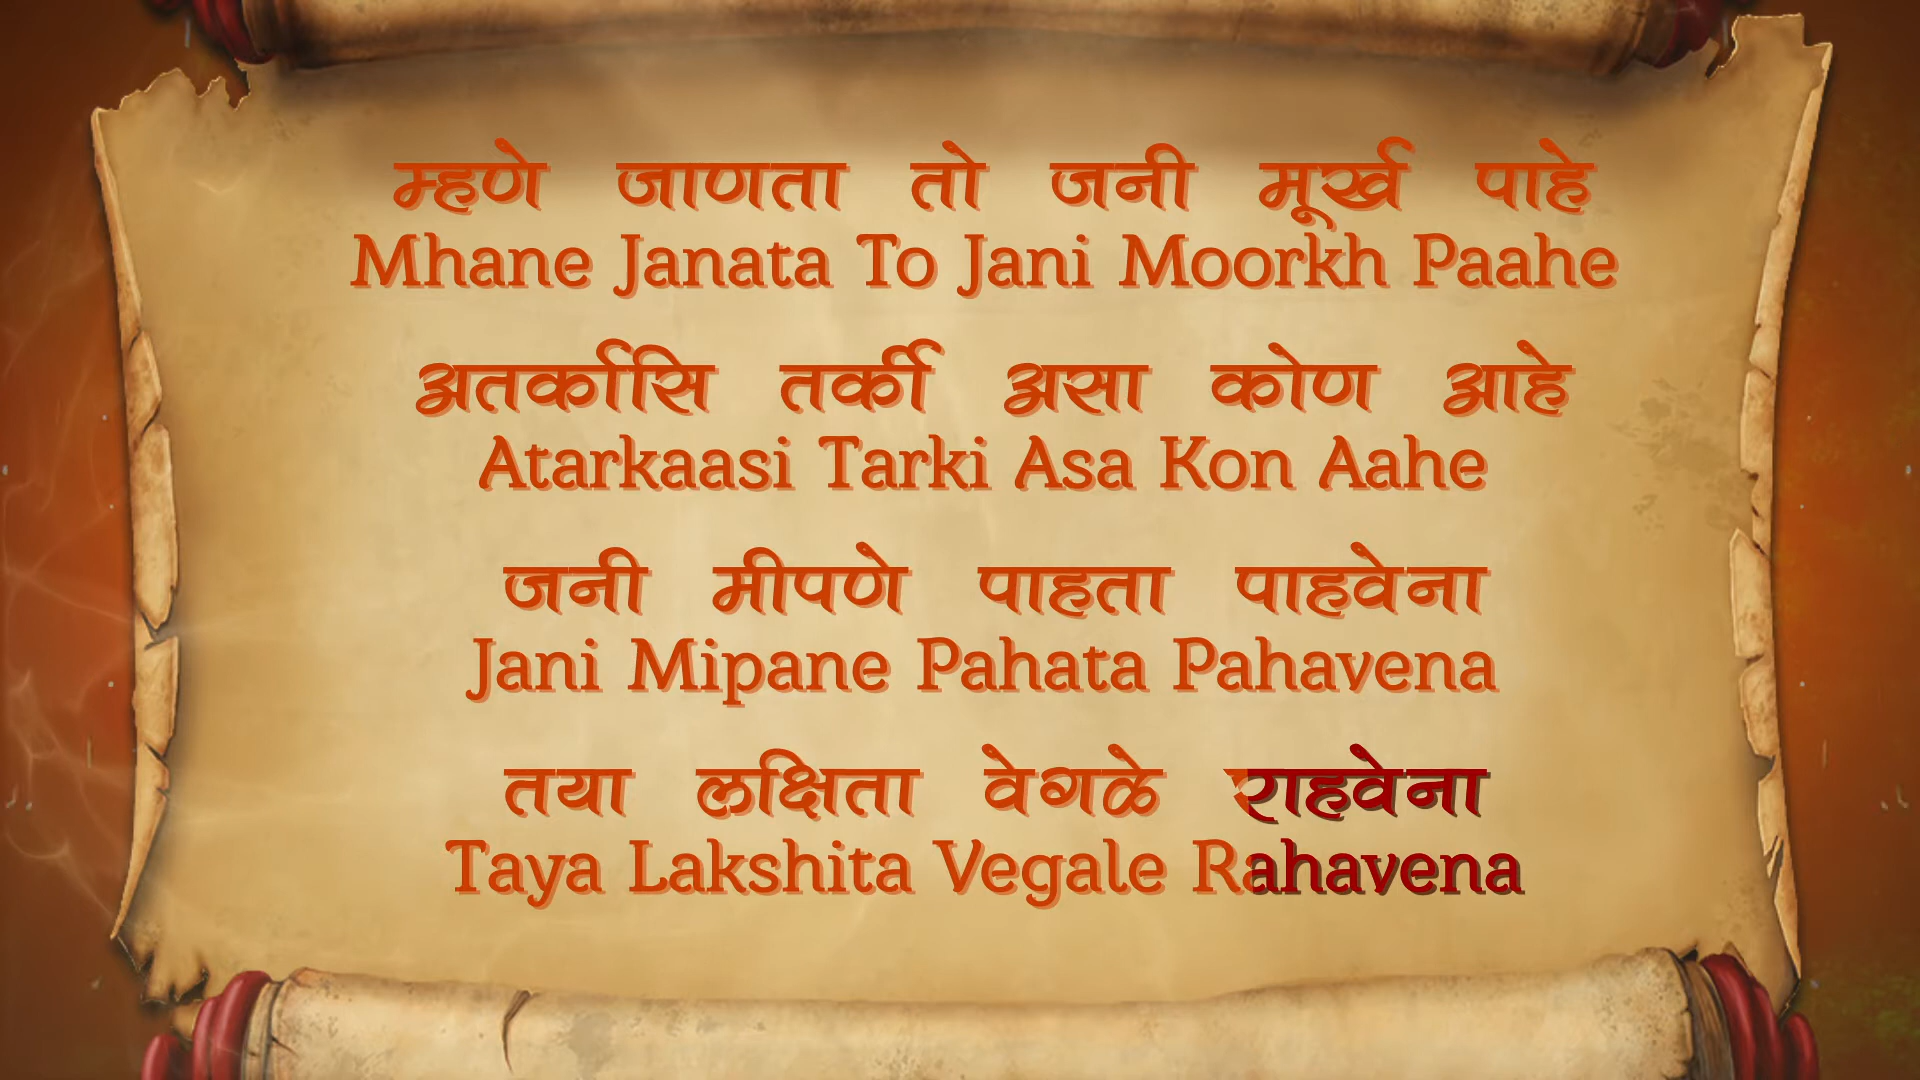 म्हणे जाणता तो जनी मूर्ख पाहे
Mhane Janata To Jani Moorkh Paahe
अतर्कासि तर्की असा कोण आहे
Atarkaasi Tarki Asa Kon Aahe
जनी मीपणे पाहता पाहवेना
Jani Mipane Pahata Pahavena
तया लक्षिता वेगळे राहवेना
Taya Lakshita Vegale Rahavena